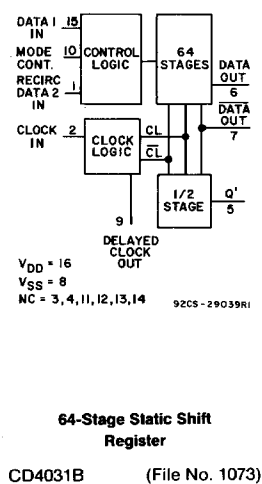 DATA 1 15
IN
MODE 10
CONT.
RECIRC 1
DATA 2
IN
CONTROL
LOGIC
64
STAGES
DATA
OUT
6
DATA
OUT
7
CLOCK 2
IN
CLOCK
LOGIC
CL
CL
1/2
STAGE
Q'
5
9
DELAYED
CLOCK
OUT
VDD = 16
VSS = 8
NC = 3,4,11,12,13,14
92CS-29039R1
64-Stage Static Shift
Register
CD4031B (File No. 1073)